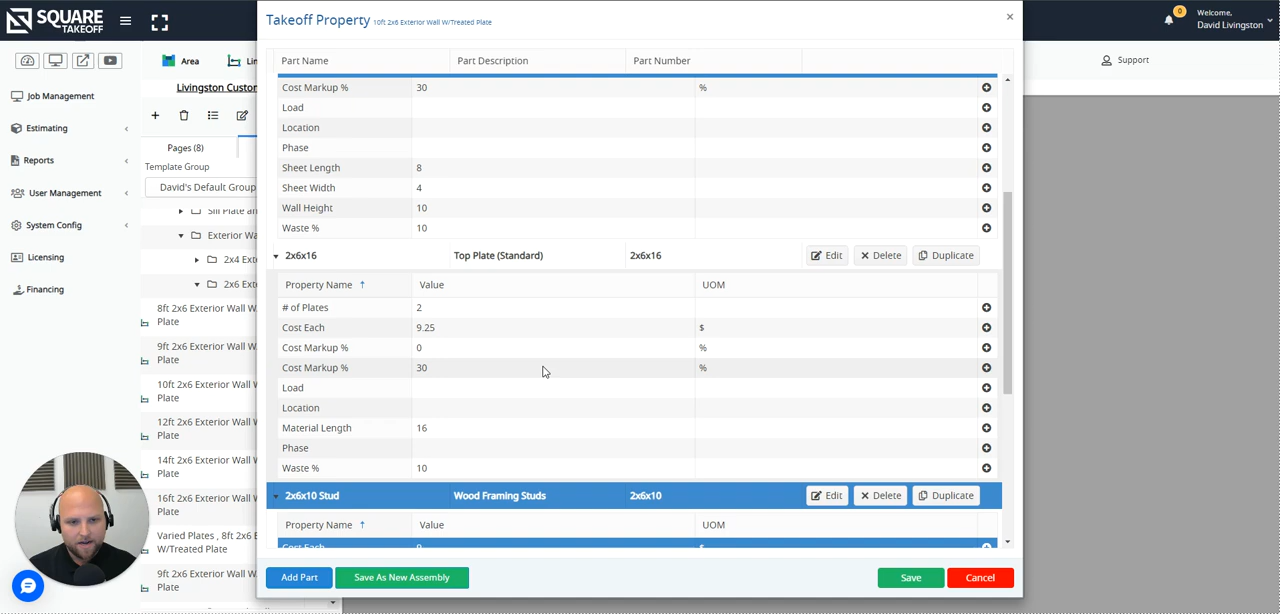 SQUARE TAKEOFF
Takeoff Property 10ft 2x6 Exterior Wall W/Treated Plate
×
0
Welcome,
David Livingston
Area
Lin
Support
Livingston Custom
Job Management
Estimating
Reports
User Management
System Config
Licensing
Financing
Pages (8)
Template Group
David's Default Group
Sill Plate an
Exterior Wa
2x4 Ext
2x6 Ext
8ft 2x6 Exterior Wall W
Plate
9ft 2x6 Exterior Wall W
Plate
10ft 2x6 Exterior Wall
Plate
12ft 2x6 Exterior Wall
Plate
14ft 2x6 Exterior Wall
Plate
16ft 2x6 Exterior Wall
Plate
Varied Plates , 8ft 2x6 E
W/Treated Plate
9ft 2x6 Exterior Wall W
Plate
Part Name Part Description Part Number
Cost Markup % 30 %
Load
Location
Phase
Sheet Length 8
Sheet Width 4
Wall Height 10
Waste % 10
2x6x16 Top Plate (Standard) 2x6x16 Edit Delete Duplicate
Property Name ↑ Value UOM
# of Plates 2
Cost Each 9.25 $
Cost Markup % 0 %
Cost Markup % 30 %
Load
Location
Material Length 16
Phase
Waste % 10
2x6x10 Stud Wood Framing Studs 2x6x10 Edit Delete Duplicate
Property Name ↑ Value UOM
Cost Each 9 $
Add Part Save As New Assembly Save Cancel